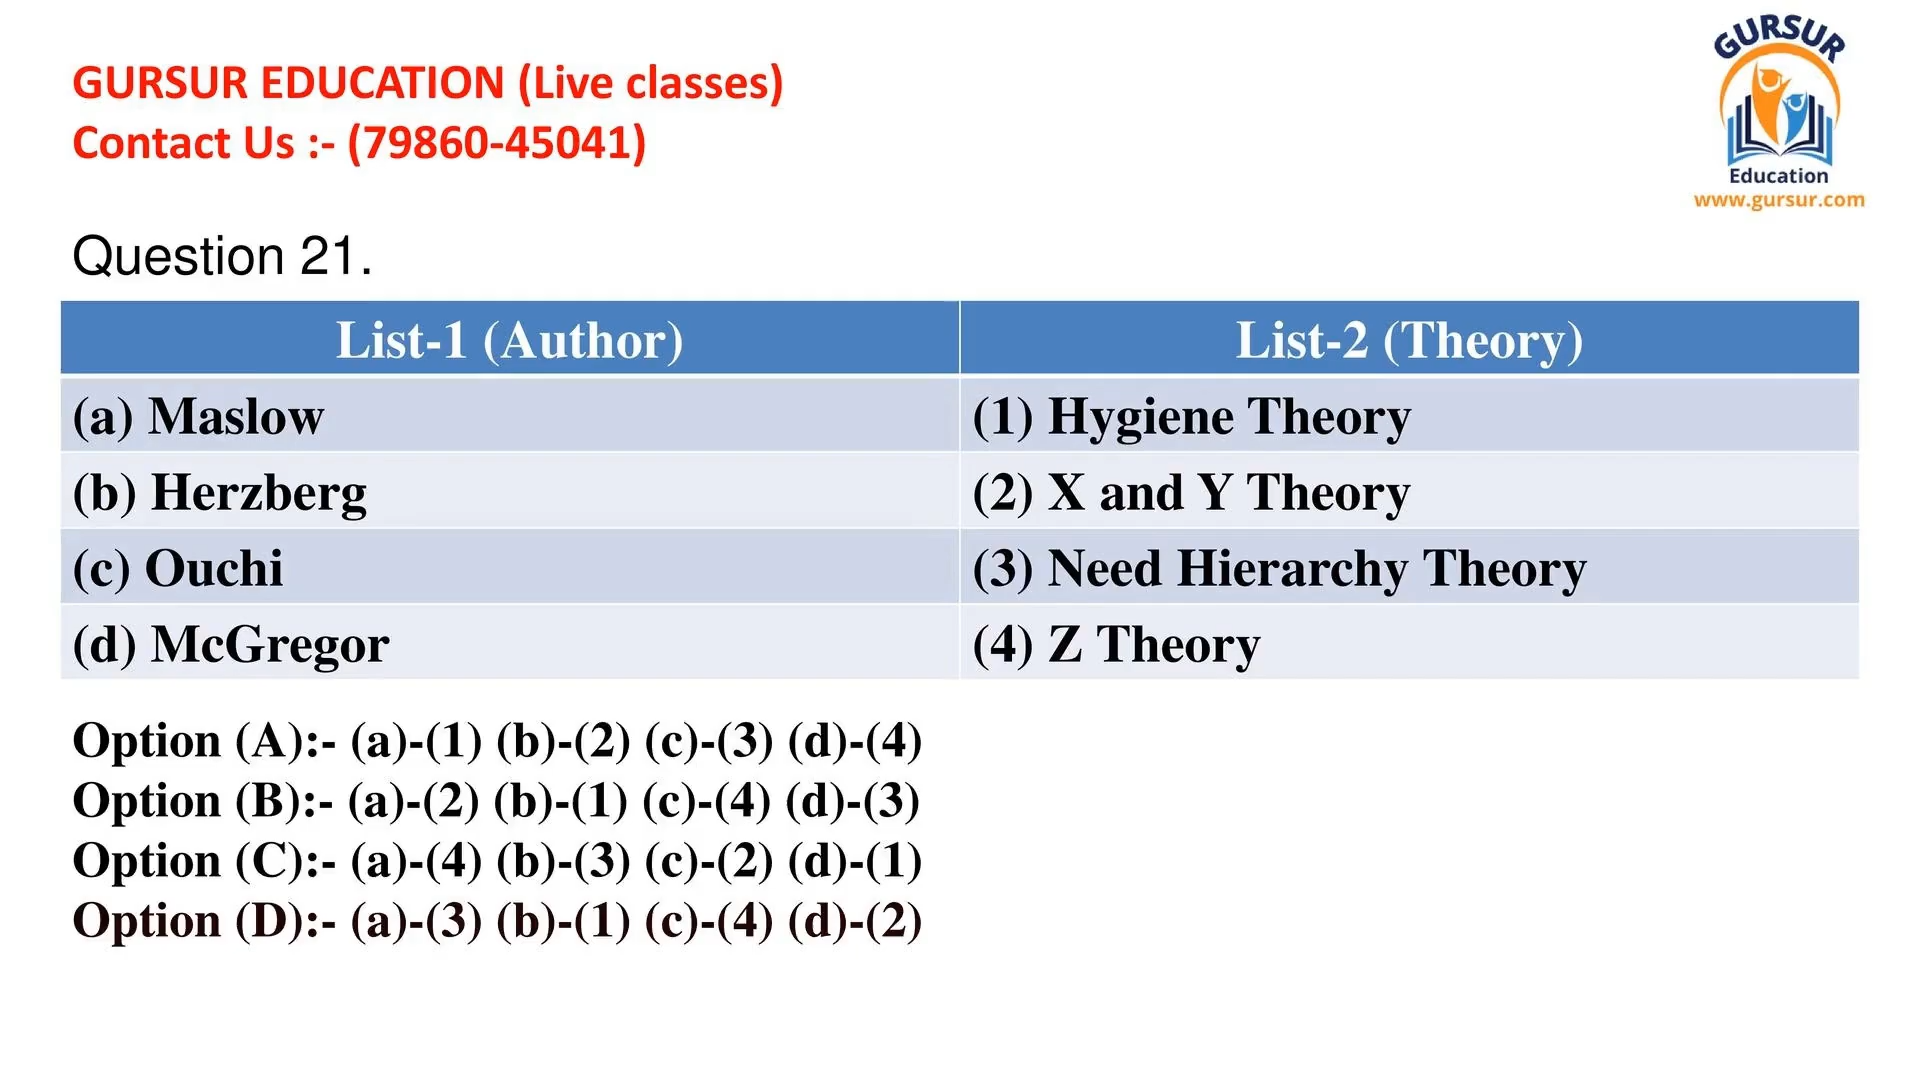 GURSUR EDUCATION (Live classes)
Contact Us :- (79860-45041)
GURSUR
Education
www.gursur.com
Question 21.
List-1 (Author) List-2 (Theory)
(a) Maslow (1) Hygiene Theory
(b) Herzberg (2) X and Y Theory
(c) Ouchi (3) Need Hierarchy Theory
(d) McGregor (4) Z Theory
Option (A):- (a)-(1) (b)-(2) (c)-(3) (d)-(4)
Option (B):- (a)-(2) (b)-(1) (c)-(4) (d)-(3)
Option (C):- (a)-(4) (b)-(3) (c)-(2) (d)-(1)
Option (D):- (a)-(3) (b)-(1) (c)-(4) (d)-(2)